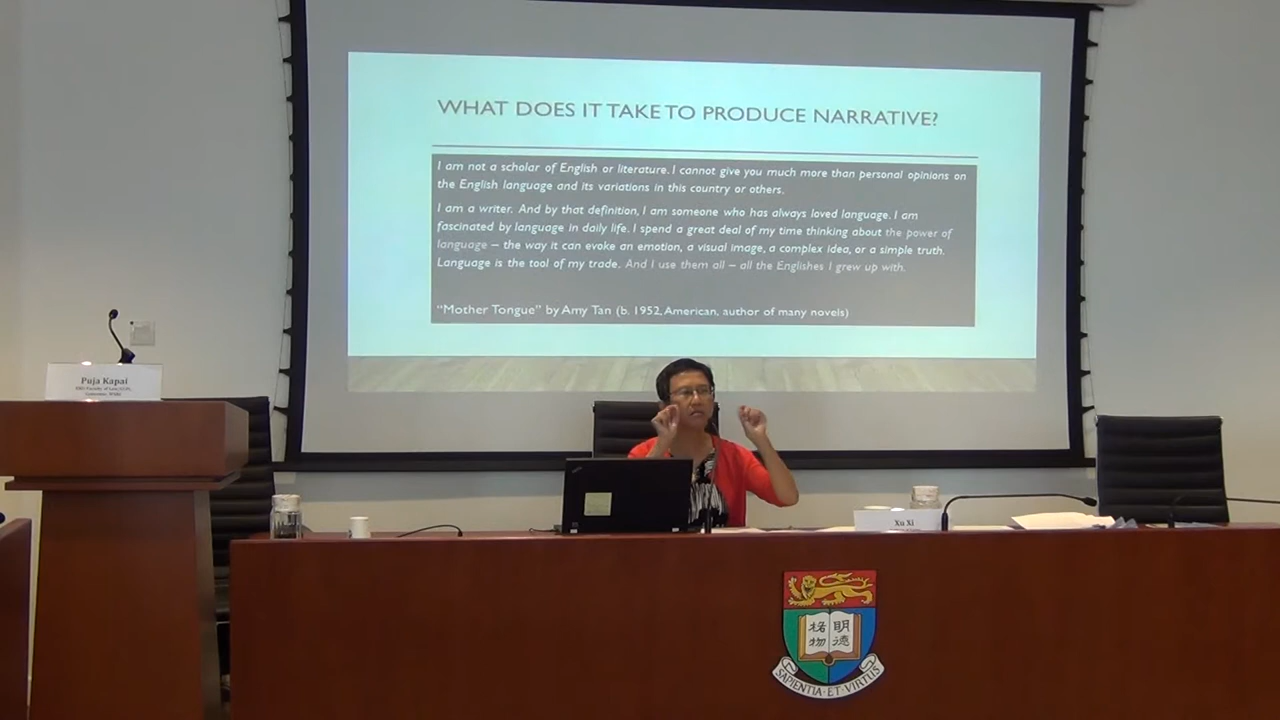 WHAT DOES IT TAKE TO PRODUCE NARRATIVE?
I am not a scholar of English or literature. I cannot give you much more than personal opinions on
the English language and its variations in this country or others.
I am a writer. And by that definition, I am someone who has always loved language. I am
fascinated by language in daily life. I spend a great deal of my time thinking about the power of
language – the way it can evoke an emotion, a visual image, a complex idea, or a simple truth.
Language is the tool of my trade. And I use them all – all the Englishes I grew up with.
“Mother Tongue” by Amy Tan (b. 1952, American, author of many novels)
Puja Kapai
Xu Xi
格 明
物 德
SAPIENTIA·ET·VIRTUS